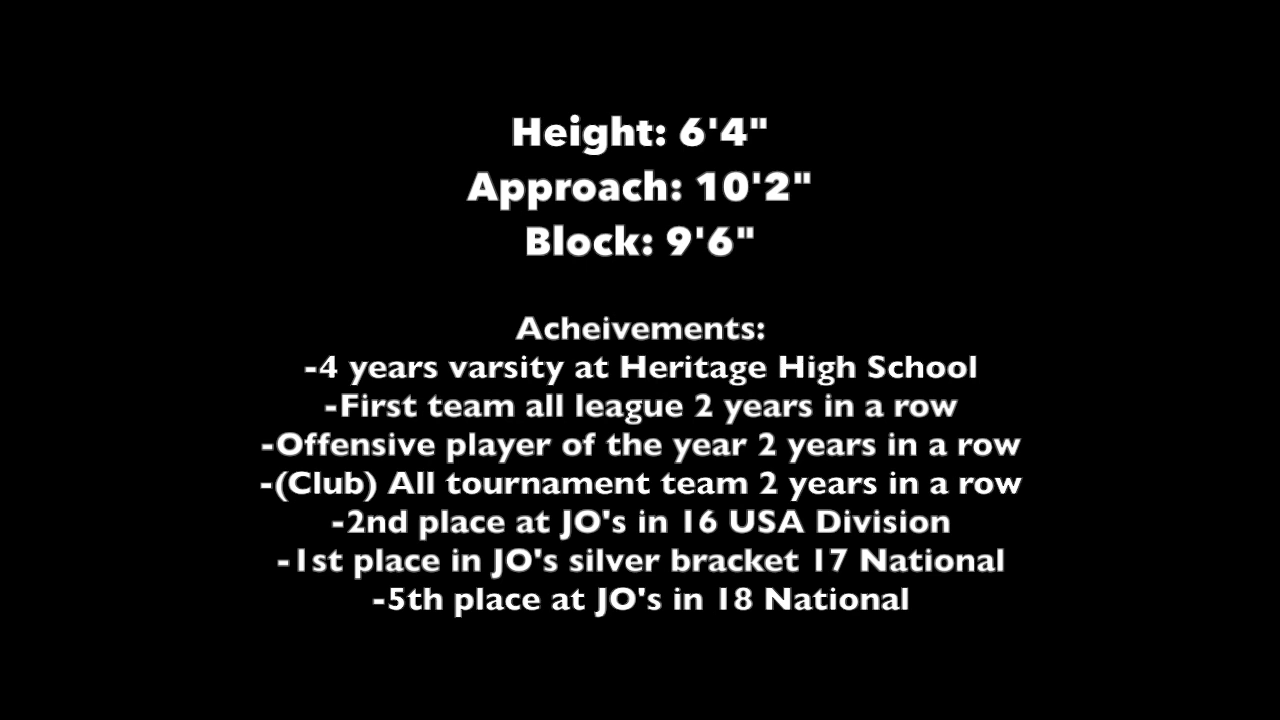 Height: 6'4"
Approach: 10'2"
Block: 9'6"
Acheivements:
-4 years varsity at Heritage High School
-First team all league 2 years in a row
-Offensive player of the year 2 years in a row
-(Club) All tournament team 2 years in a row
-2nd place at JO's in 16 USA Division
-1st place in JO's silver bracket 17 National
-5th place at JO's in 18 National